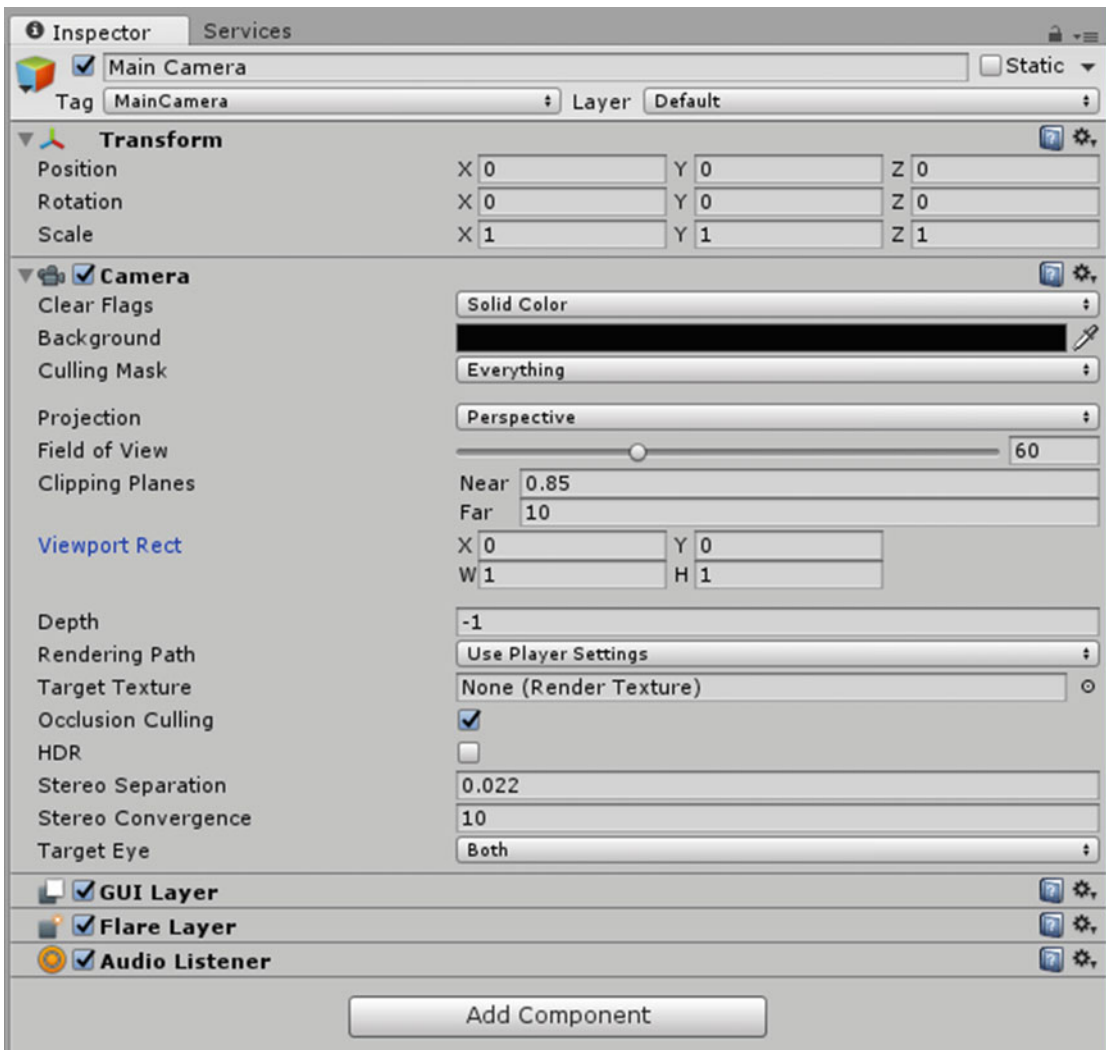 Inspector Services
Main Camera Static
Tag MainCamera Layer Default
Transform
Position X 0 Y 0 Z 0
Rotation X 0 Y 0 Z 0
Scale X 1 Y 1 Z 1
Camera
Clear Flags Solid Color
Background
Culling Mask Everything
Projection Perspective
Field of View 60
Clipping Planes Near 0.85
Far 10
Viewport Rect X 0 Y 0
W 1 H 1
Depth -1
Rendering Path Use Player Settings
Target Texture None (Render Texture)
Occlusion Culling
HDR
Stereo Separation 0.022
Stereo Convergence 10
Target Eye Both
GUI Layer
Flare Layer
Audio Listener
Add Component